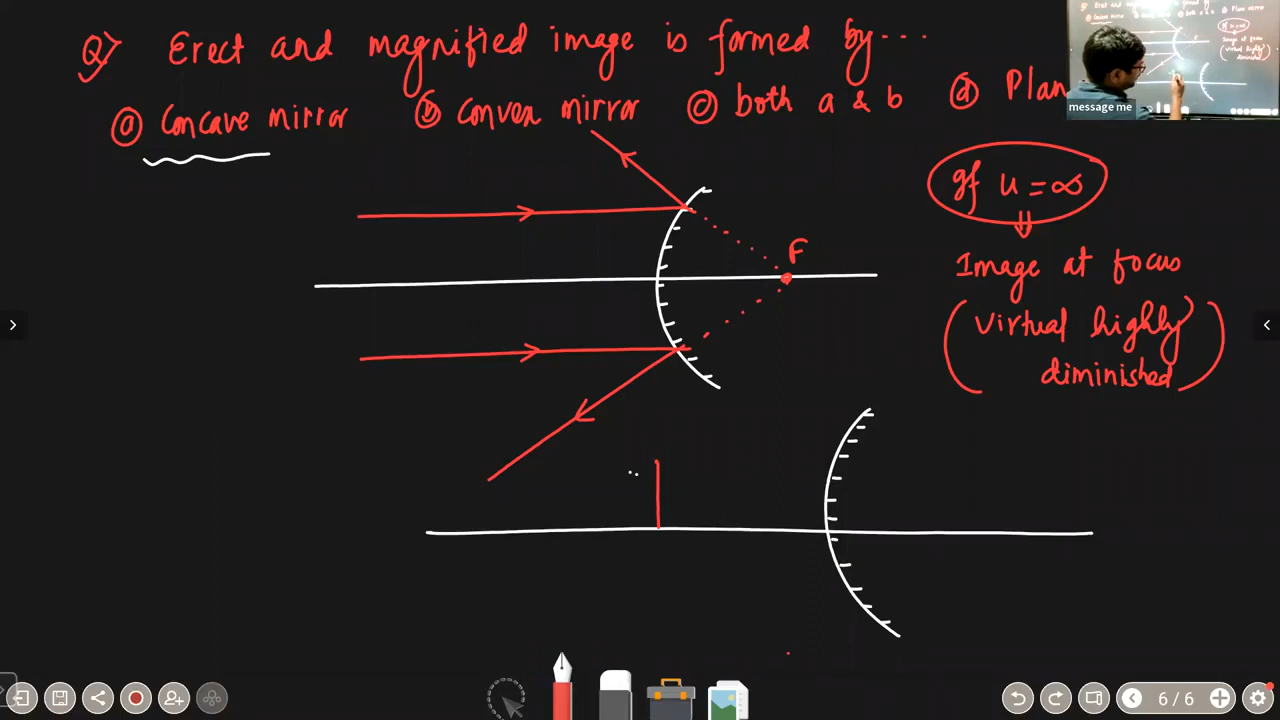 Q> Erect and magnified image is formed by...
(a) Concave mirror (b) Convex mirror (c) both a & b (d) Plan
message me
If u = ∞
F
Image at focus
(Virtual highly
diminished)
6/6